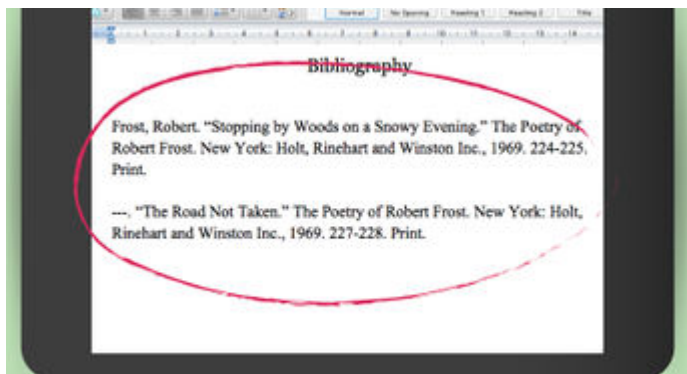 Normal No Spacing Heading 1 Heading 2 Title
Bibliography
Frost, Robert. “Stopping by Woods on a Snowy Evening.” The Poetry of
Robert Frost. New York: Holt, Rinehart and Winston Inc., 1969. 224-225.
Print.
---. “The Road Not Taken.” The Poetry of Robert Frost. New York: Holt,
Rinehart and Winston Inc., 1969. 227-228. Print.